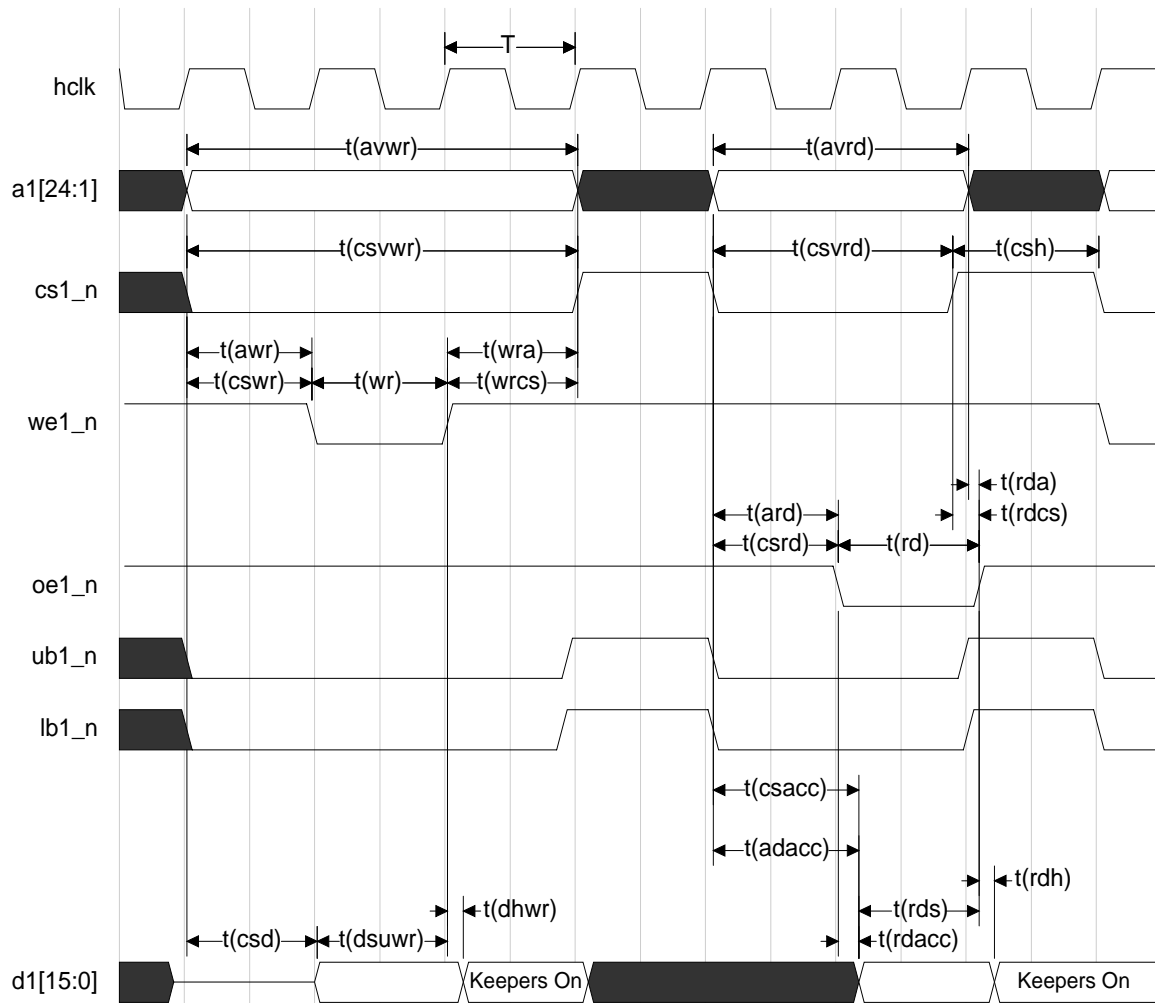 T
hclk
t(avwr) t(avrd)
a1[24:1]
t(csvwr) t(csvrd) t(csh)
cs1_n
t(awr) t(wra)
t(cswr) t(wr) t(wrcs)
we1_n
t(rda)
t(ard) t(rdcs)
t(csrd) t(rd)
oe1_n
ub1_n
lb1_n
t(csacc)
t(adacc)
t(rdh)
t(dhwr) t(rds)
t(csd) t(dsuwr) t(rdacc)
d1[15:0] Keepers On Keepers On